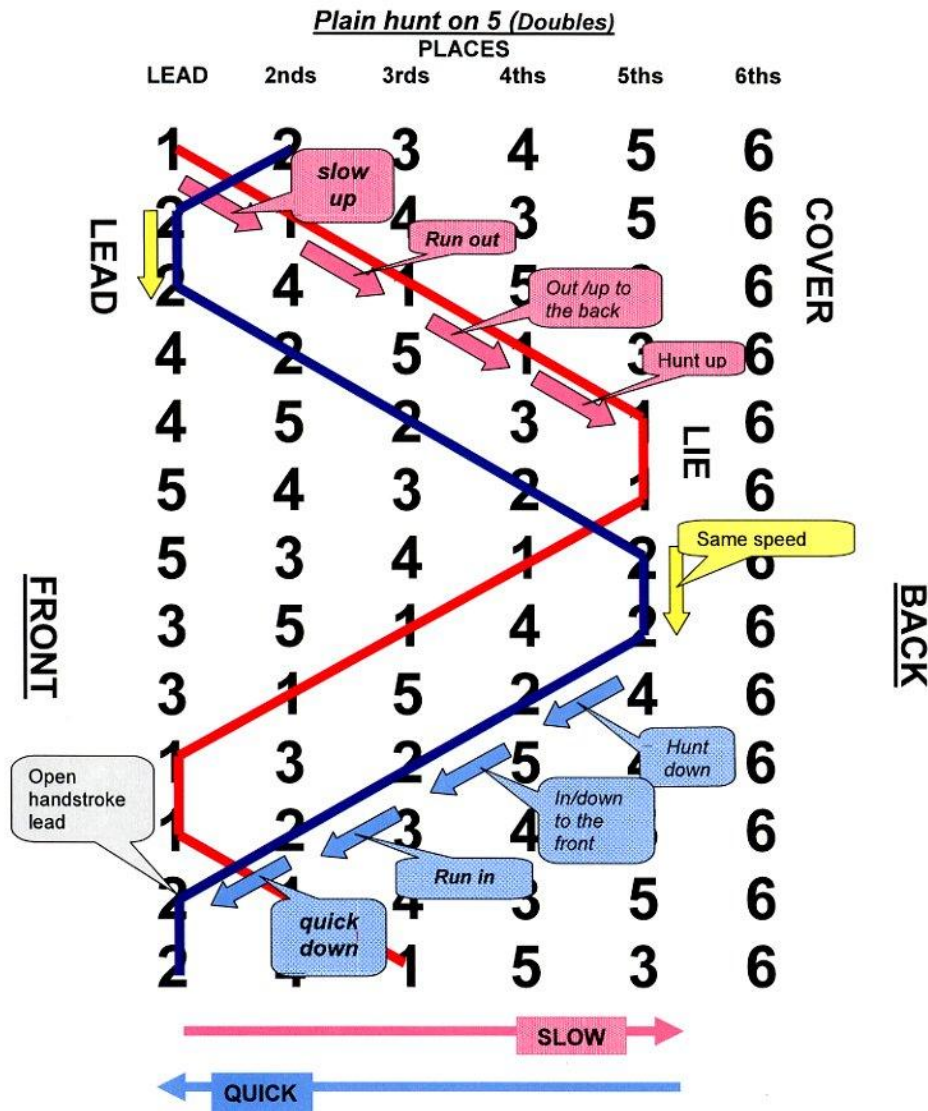 Plain hunt on 5 (Doubles)
PLACES
LEAD 2nds 3rds 4ths 5ths 6ths
1 2 3 4 5 6
slow
up
2 1 4 3 5 6
LEAD
COVER
Run out
2 4 1 5 6
Out /up to
the back
4 2 5 1 3 6
Hunt up
4 5 2 3 1 6
LIE
5 4 3 2 1 6
Same speed
5 3 4 1 2 6
FRONT
BACK
3 5 1 4 2 6
3 1 5 2 4 6
Hunt
down
1 3 2 5 4 6
Open
handstroke
lead
In/down
to the
front
1 2 3 4 6
Run in
2 1 4 3 5 6
quick
down
2 4 1 5 3 6
SLOW
QUICK